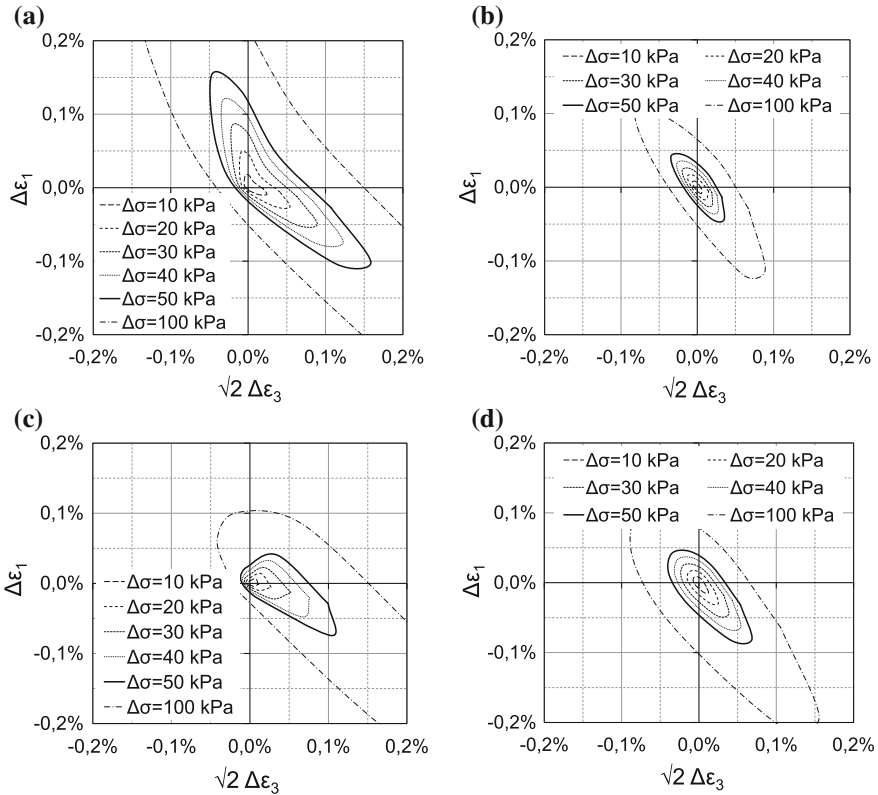 (a)
0,2%
0,1%
0,0%
-0,1%
-0,2%
Δε1
Δσ=10 kPa
Δσ=20 kPa
Δσ=30 kPa
Δσ=40 kPa
Δσ=50 kPa
Δσ=100 kPa
-0,2% -0,1% 0,0% 0,1% 0,2%
√2 Δε3
(b)
0,2%
0,1%
0,0%
-0,1%
-0,2%
Δε1
Δσ=10 kPa Δσ=20 kPa
Δσ=30 kPa Δσ=40 kPa
Δσ=50 kPa Δσ=100 kPa
-0,2% -0,1% 0,0% 0,1% 0,2%
√2 Δε3
(c)
0,2%
0,1%
0,0%
-0,1%
-0,2%
Δε1
Δσ=10 kPa
Δσ=20 kPa
Δσ=30 kPa
Δσ=40 kPa
Δσ=50 kPa
Δσ=100 kPa
-0,2% -0,1% 0,0% 0,1% 0,2%
√2 Δε3
(d)
0,2%
0,1%
0,0%
-0,1%
-0,2%
Δε1
Δσ=10 kPa Δσ=20 kPa
Δσ=30 kPa Δσ=40 kPa
Δσ=50 kPa Δσ=100 kPa
-0,2% -0,1% 0,0% 0,1% 0,2%
√2 Δε3